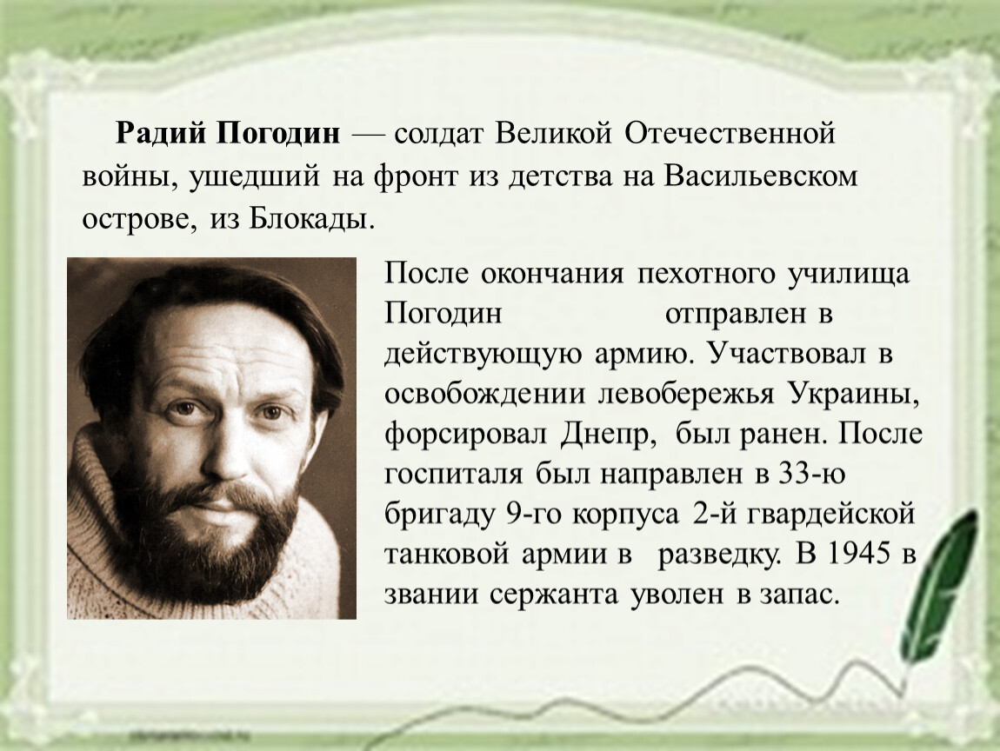 Радий Погодин — солдат Великой Отечественной
войны, ушедший на фронт из детства на Васильевском
острове, из Блокады.
После окончания пехотного училища
Погодин отправлен в
действующую армию. Участвовал в
освобождении левобережья Украины,
форсировал Днепр, был ранен. После
госпиталя был направлен в 33-ю
бригаду 9-го корпуса 2-й гвардейской
танковой армии в разведку. В 1945 в
звании сержанта уволен в запас.